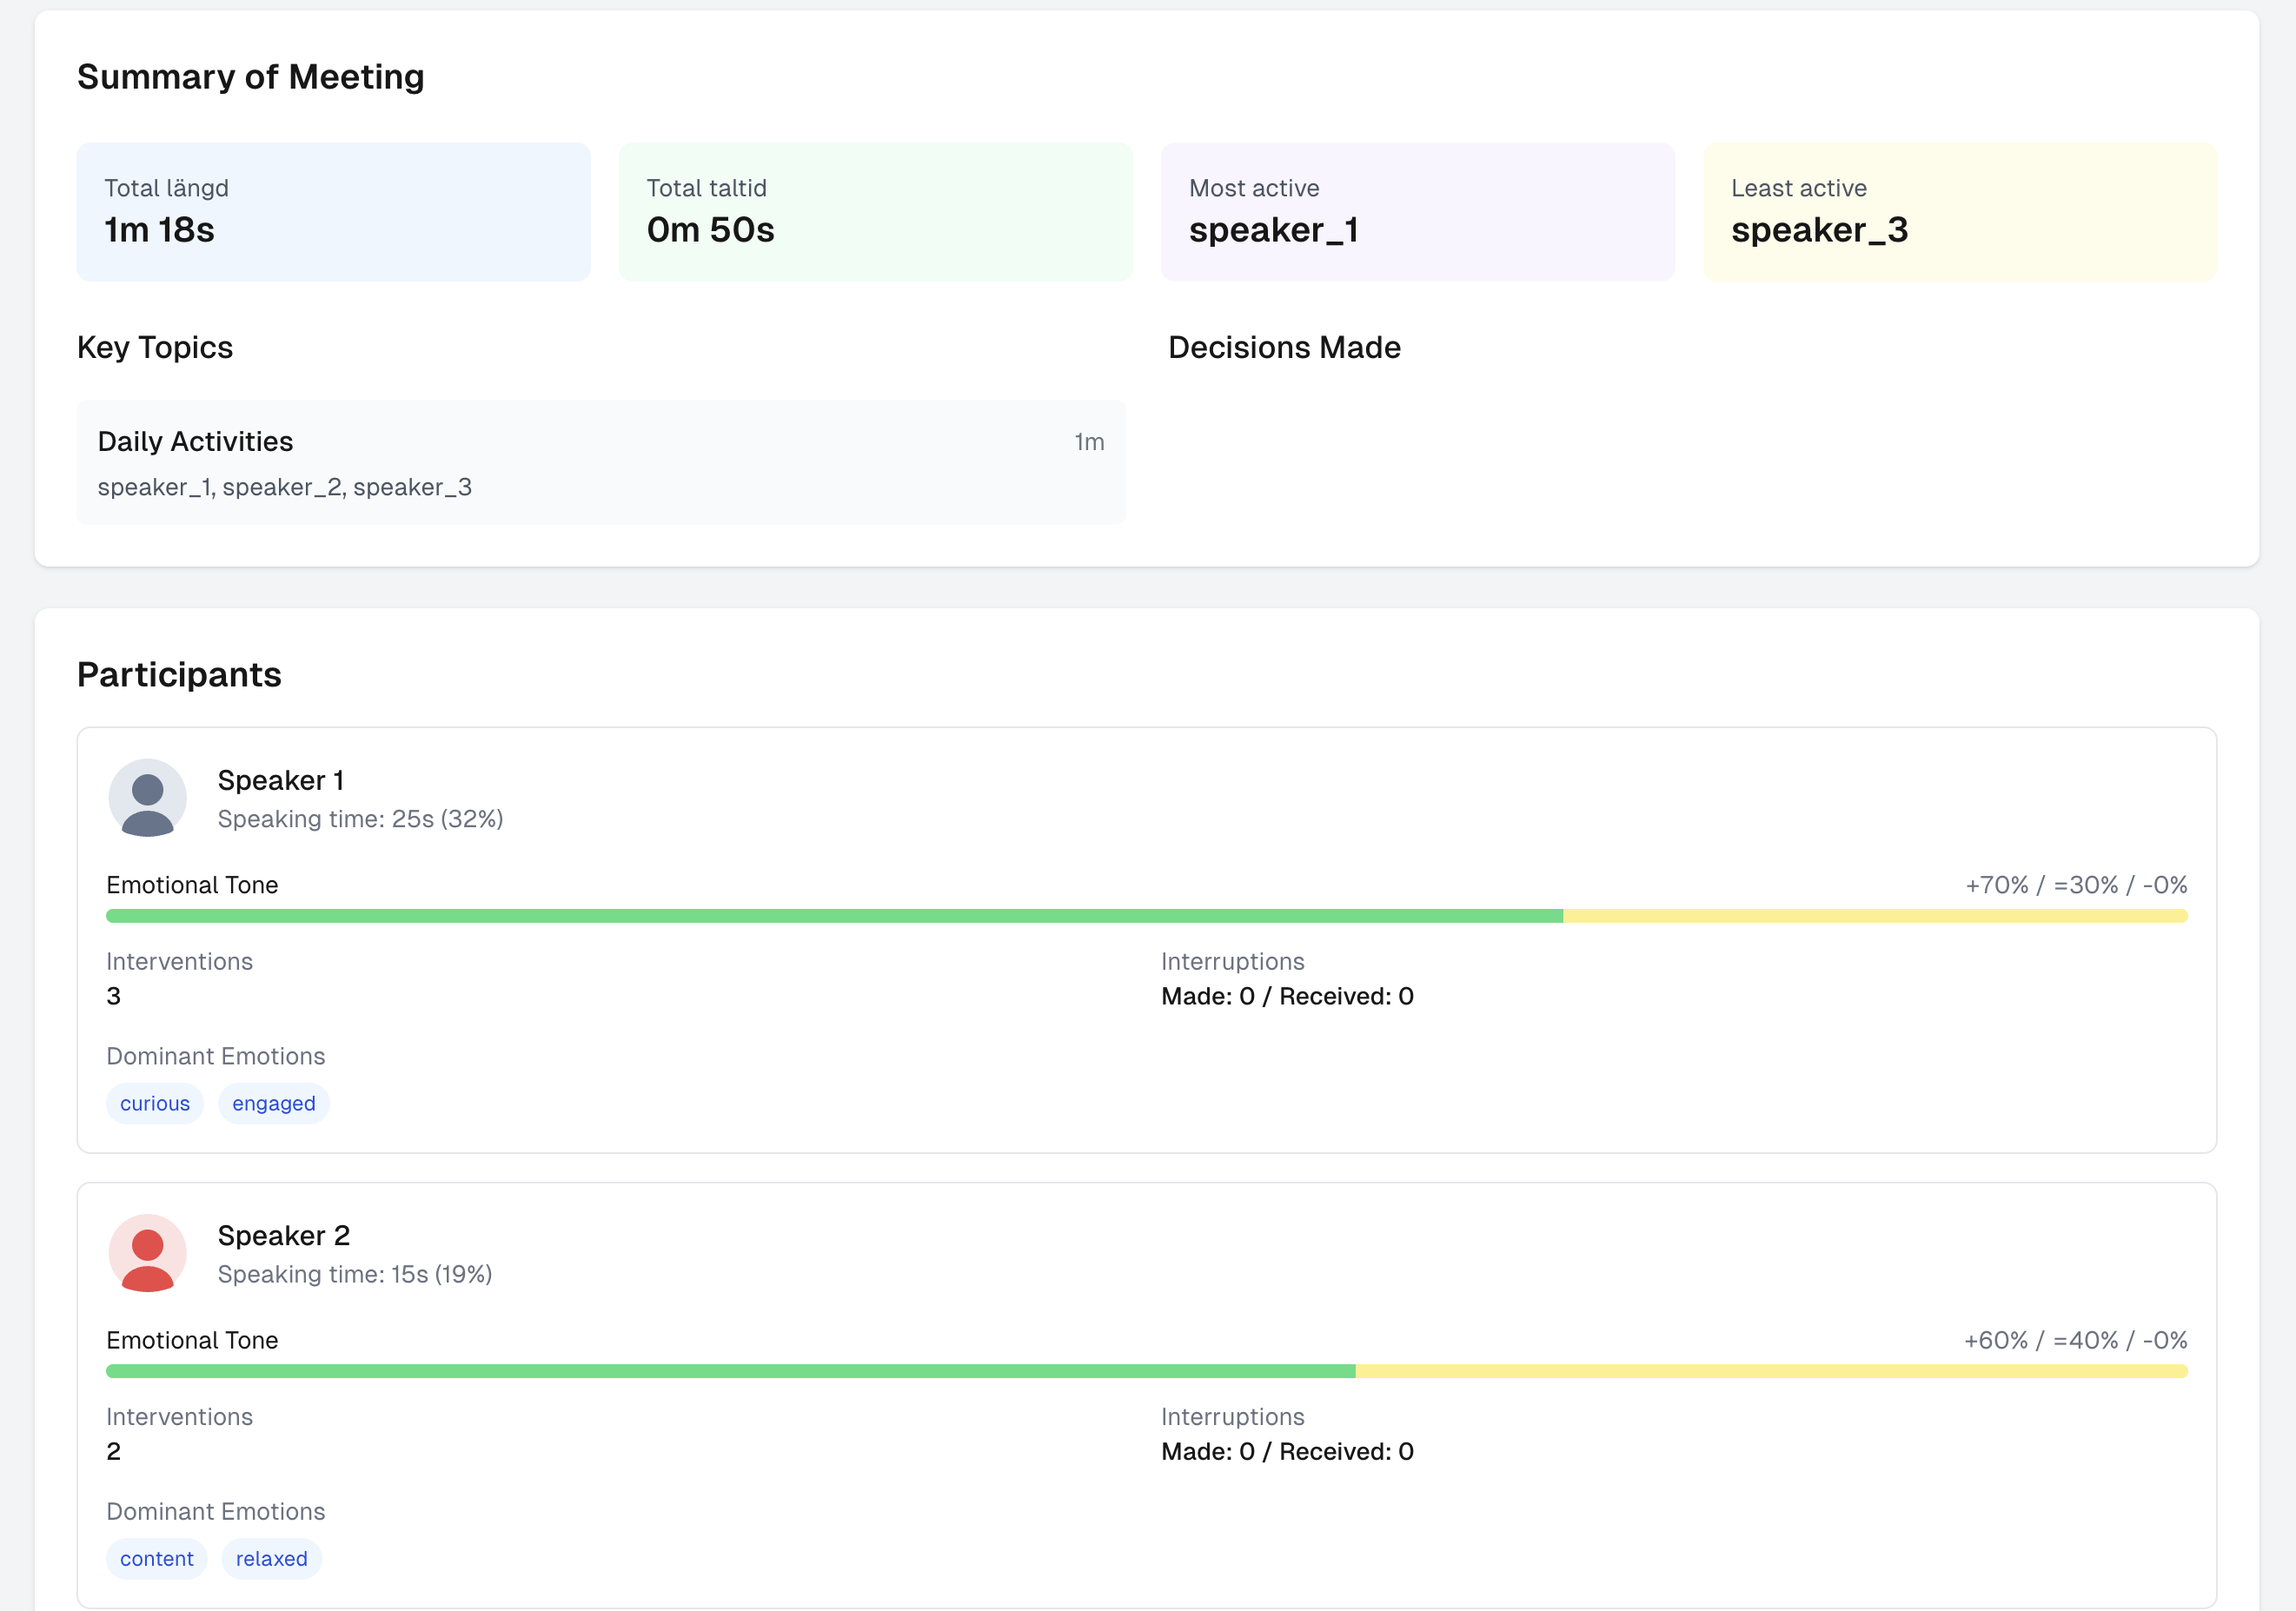 Summary of Meeting
Total längd
1m 18s
Total taltid
0m 50s
Most active
speaker_1
Least active
speaker_3
Key Topics
Daily Activities
1m
speaker_1, speaker_2, speaker_3
Decisions Made
Participants
Speaker 1
Speaking time: 25s (32%)
Emotional Tone
+70% / =30% / -0%
Interventions
3
Interruptions
Made: 0 / Received: 0
Dominant Emotions
curious
engaged
Speaker 2
Speaking time: 15s (19%)
Emotional Tone
+60% / =40% / -0%
Interventions
2
Interruptions
Made: 0 / Received: 0
Dominant Emotions
content
relaxed